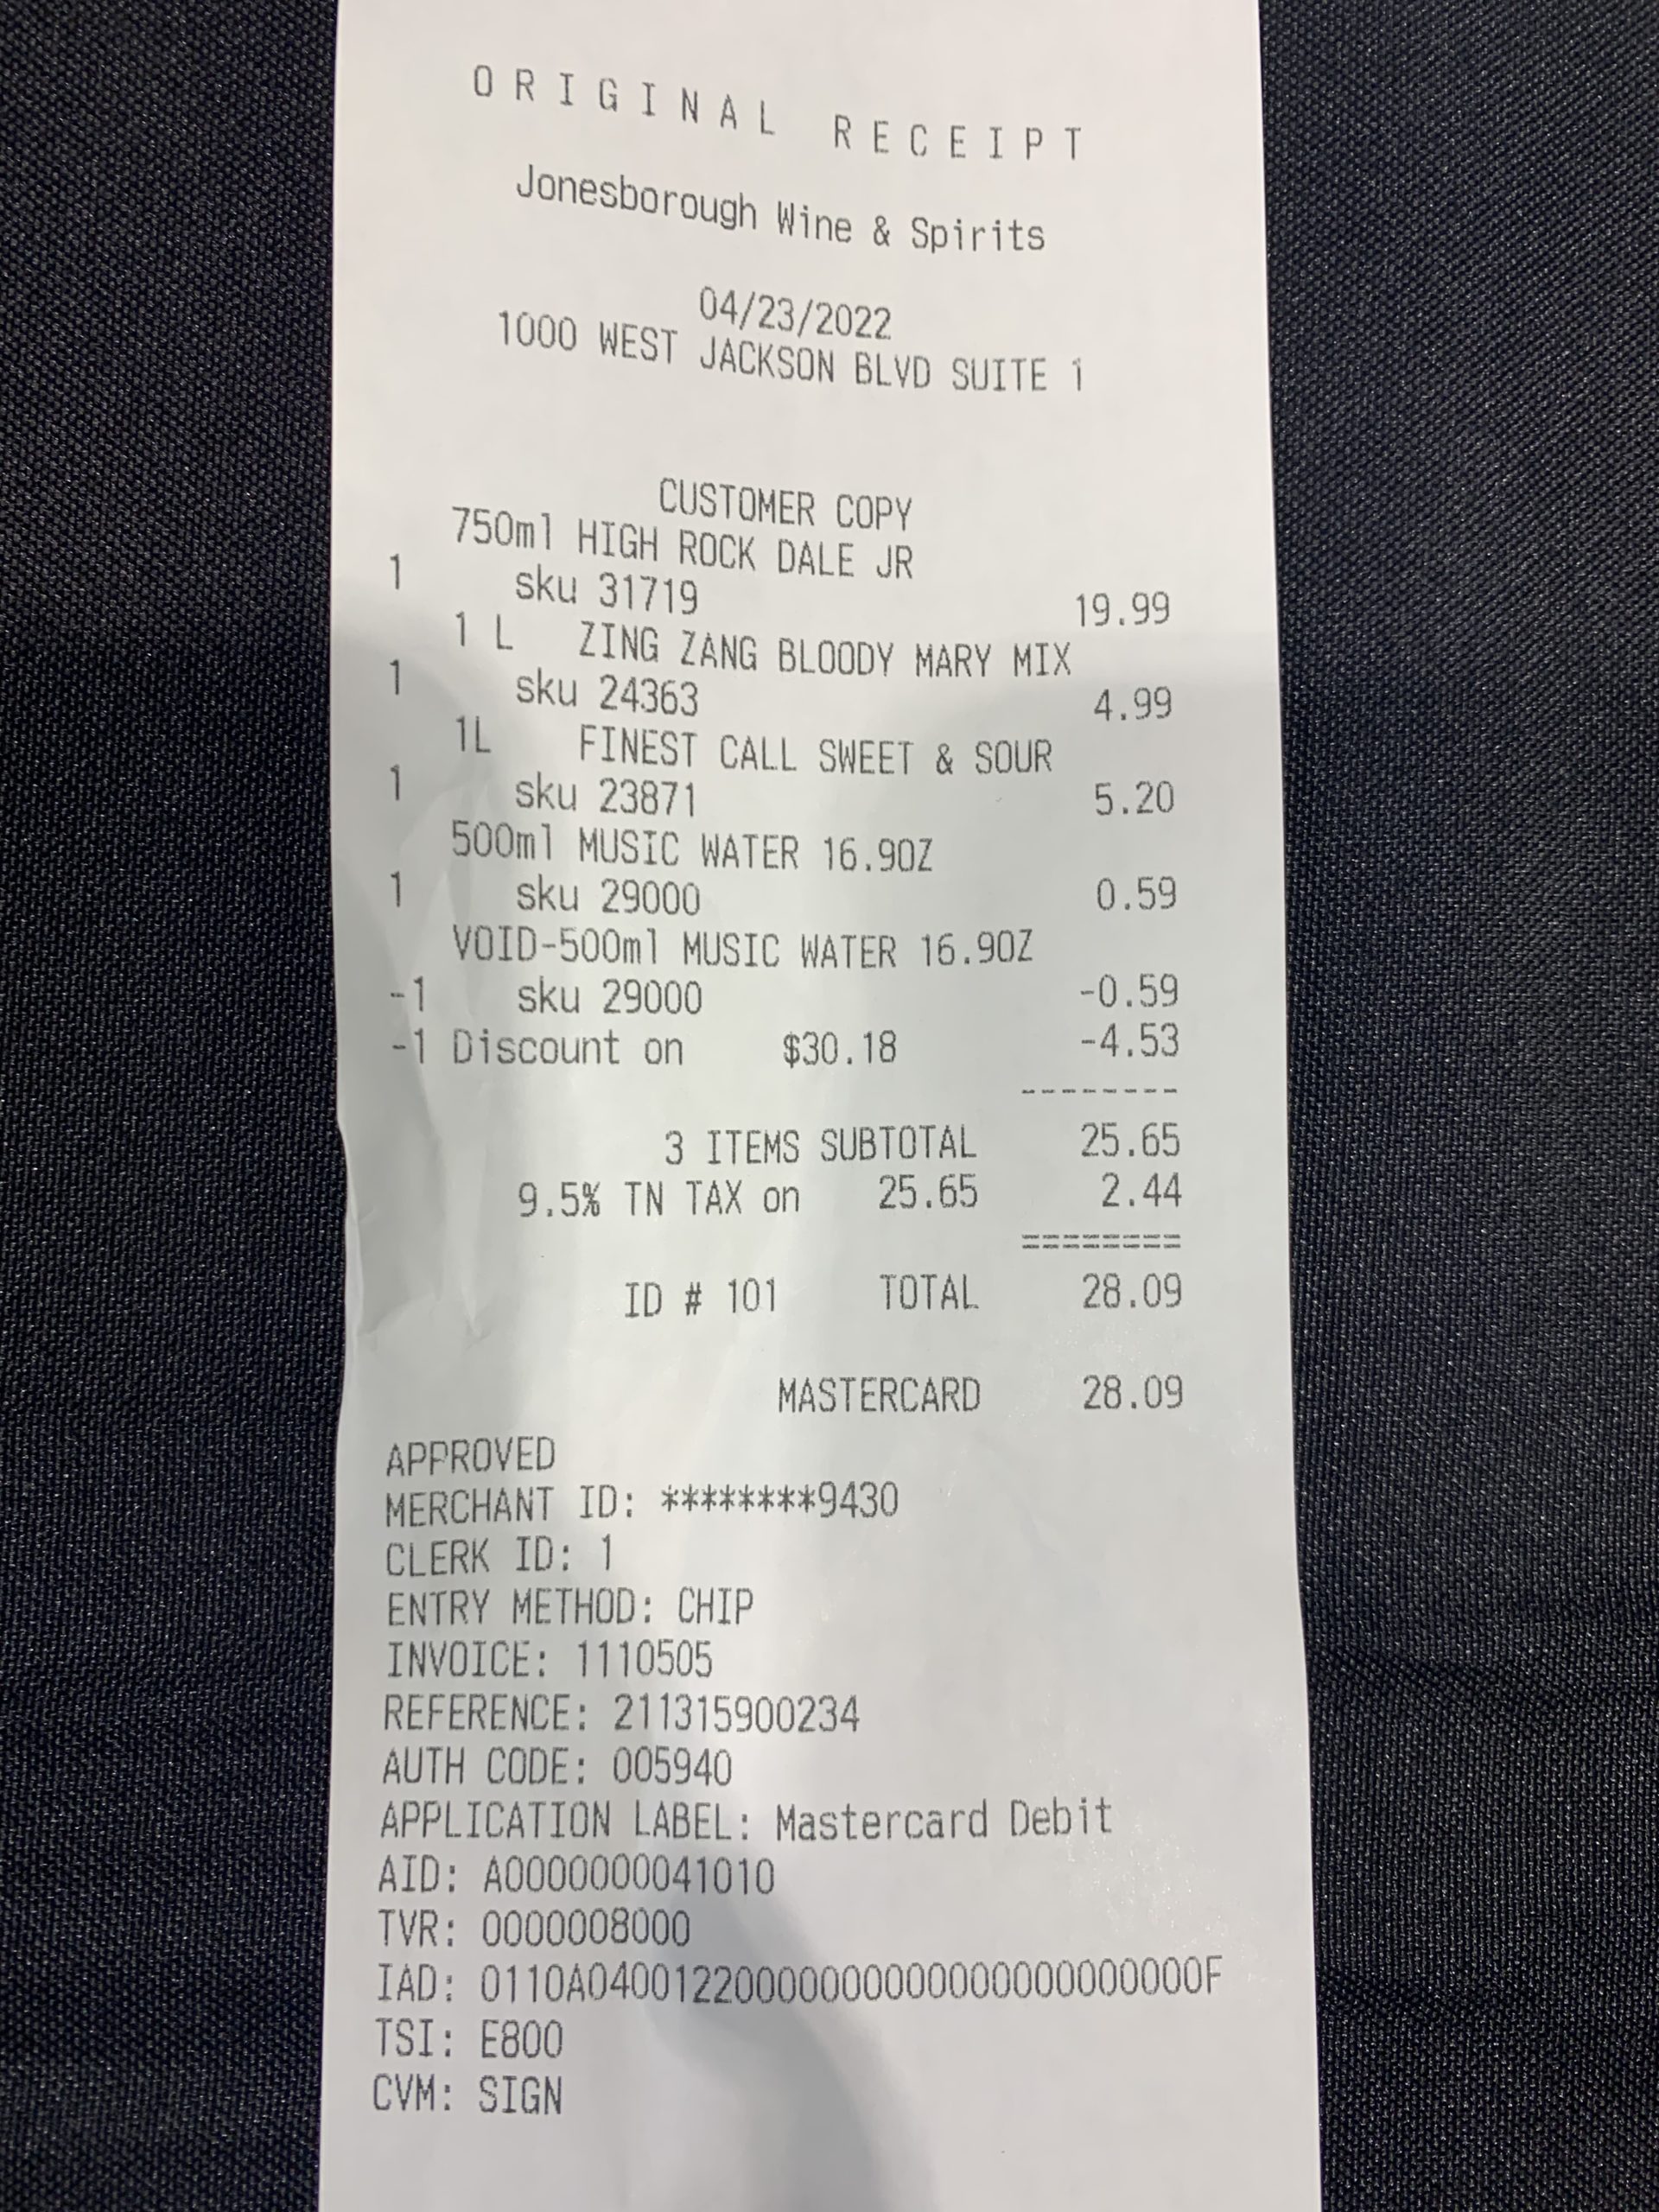 ORIGINAL RECEIPT
Jonesborough Wine & Spirits
04/23/2022
1000 WEST JACKSON BLVD SUITE 1
CUSTOMER COPY
750ml HIGH ROCK DALE JR
1 sku 31719 19.99
1 L ZING ZANG BLOODY MARY MIX
1 sku 24363 4.99
1L FINEST CALL SWEET & SOUR
1 sku 23871 5.20
500ml MUSIC WATER 16.9OZ
1 sku 29000 0.59
VOID-500ml MUSIC WATER 16.9OZ
-1 sku 29000 -0.59
-1 Discount on $30.18 -4.53
--------
3 ITEMS SUBTOTAL 25.65
9.5% TN TAX on 25.65 2.44
========
ID # 101 TOTAL 28.09
MASTERCARD 28.09
APPROVED
MERCHANT ID: ********9430
CLERK ID: 1
ENTRY METHOD: CHIP
INVOICE: 1110505
REFERENCE: 211315900234
AUTH CODE: 005940
APPLICATION LABEL: Mastercard Debit
AID: A0000000041010
TVR: 0000008000
IAD: 0110A04001220000000000000000000000F
TSI: E800
CVM: SIGN